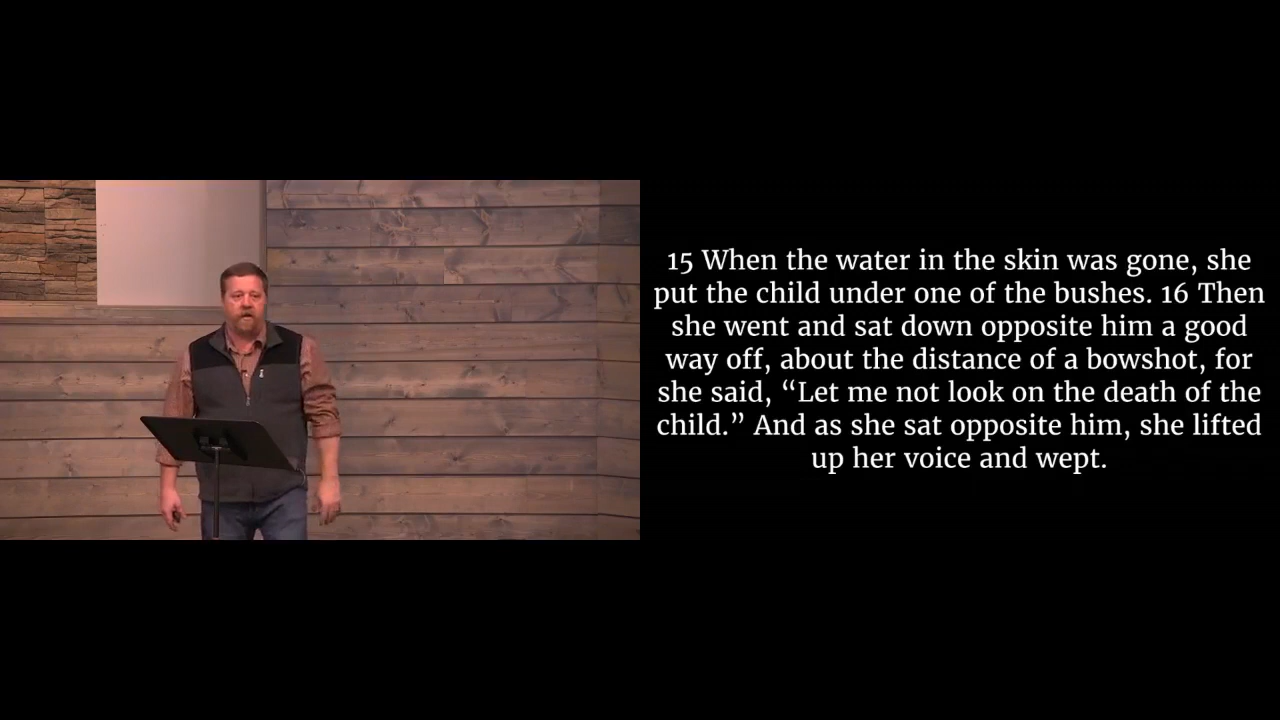 15 When the water in the skin was gone, she
put the child under one of the bushes. 16 Then
she went and sat down opposite him a good
way off, about the distance of a bowshot, for
she said, “Let me not look on the death of the
child.” And as she sat opposite him, she lifted
up her voice and wept.